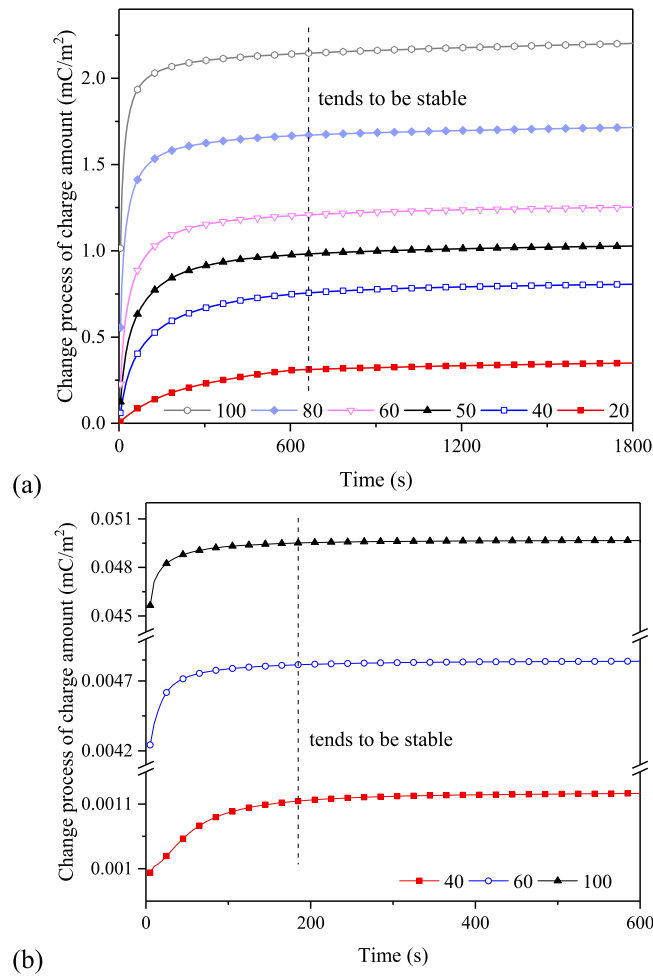 Change process of charge amount (mC/m²)
2.0
1.5
1.0
0.5
0.0
tends to be stable
100 80 60 50 40 20
0 600 1200 1800
Time (s)
(a)
Change process of charge amount (mC/m²)
0.051
0.048
0.045
0.0047
0.0042
0.0011
0.001
tends to be stable
40 60 100
0 200 400 600
Time (s)
(b)